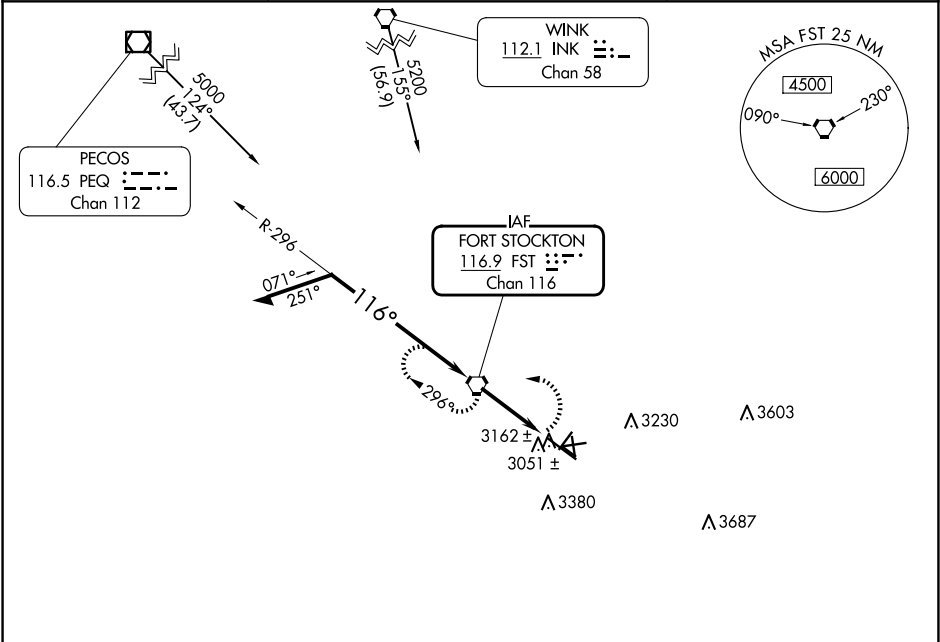 WINK
112.1 INK
Chan 58
5200
155°
(56.9)
5000
124°
(43.7)
PECOS
116.5 PEQ
Chan 112
MSA FST 25 NM
4500
090°
230°
6000
R-296
071°
251°
116°
IAF
FORT STOCKTON
116.9 FST
Chan 116
296°
3162 ±
3051 ±
3230
3603
3380
3687